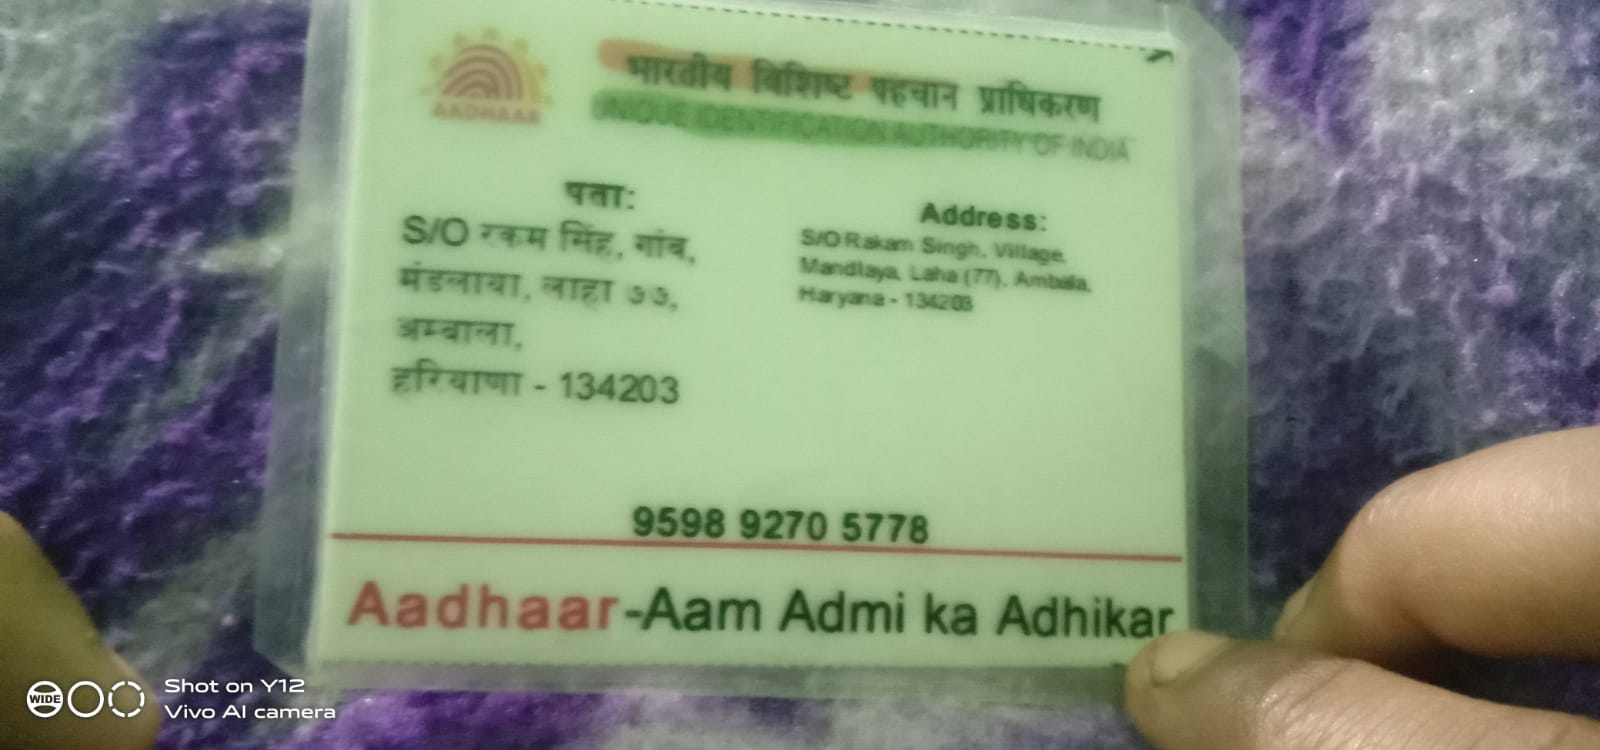 AADHAAR
भारतीय विशिष्ट पहचान प्राधिकरण
UNIQUE IDENTIFICATION AUTHORITY OF INDIA
पता:
S/O रकम सिंह, गांव,
मंडलाया, लाहा ७७,
अम्बाला,
हरियाणा - 134203
Address:
S/O Rakam Singh, Village,
Mandlaya, Laha (77), Ambala,
Haryana - 134203
9598 9270 5778
Aadhaar-Aam Admi ka Adhikar
WIDE
Shot on Y12
Vivo AI camera